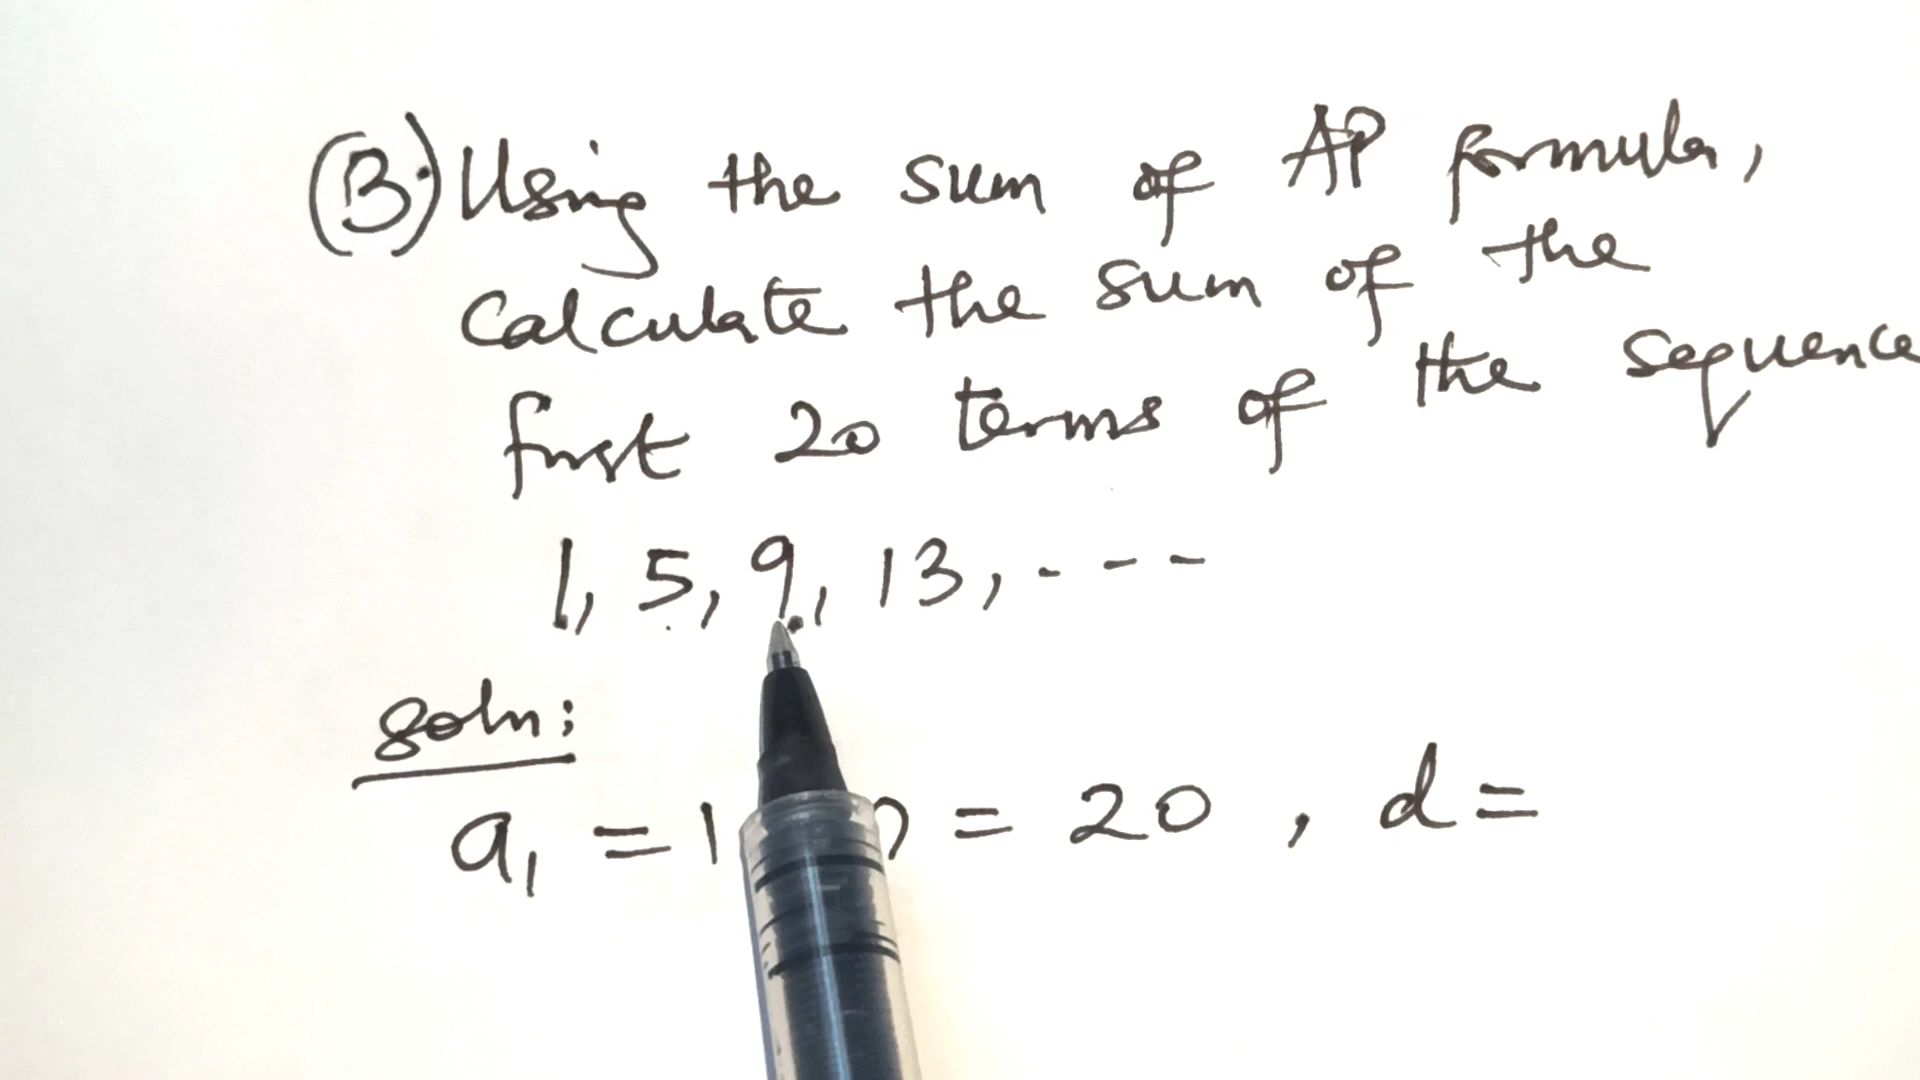 (3.) Using the sum of AP formula,
Calculate the sum of the
first 20 terms of the sequence
1, 5, 9, 13, - - - -
soln:
a₁ = 1 = 20 , d =